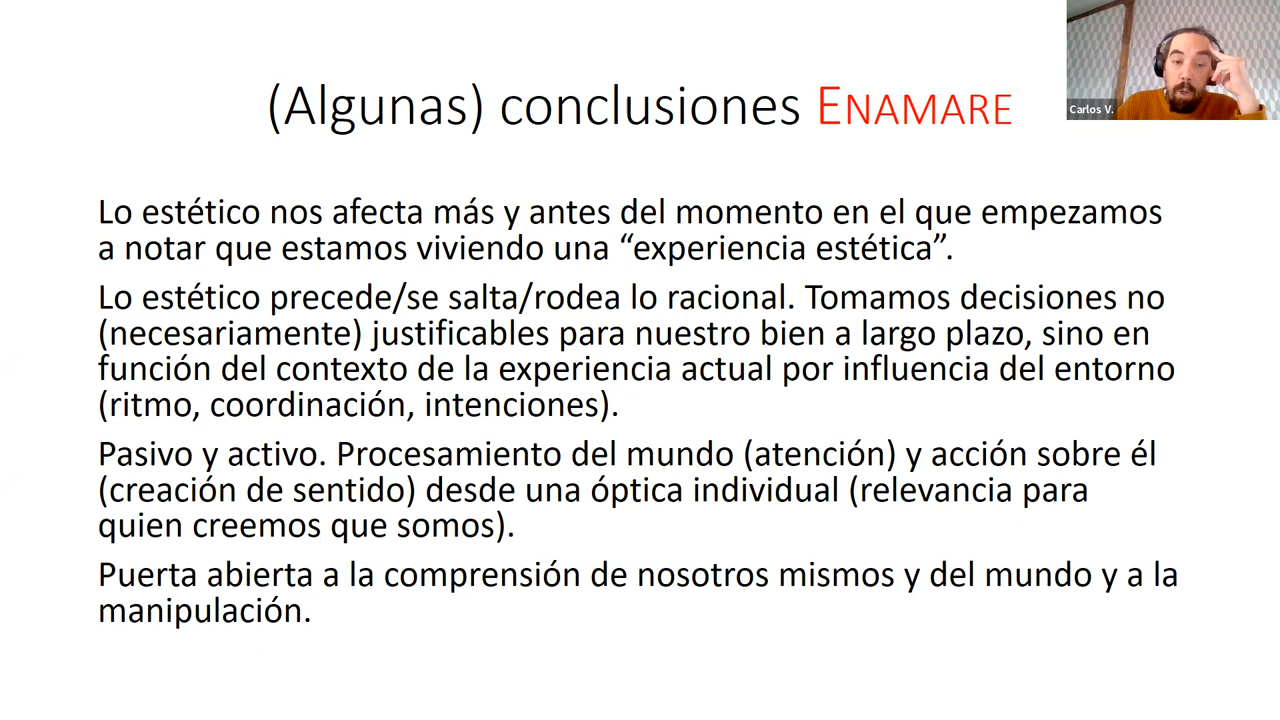 (Algunas) conclusiones ENAMARE
Carlos V.
Lo estético nos afecta más y antes del momento en el que empezamos
a notar que estamos viviendo una “experiencia estética”.
Lo estético precede/se salta/rodea lo racional. Tomamos decisiones no
(necesariamente) justificables para nuestro bien a largo plazo, sino en
función del contexto de la experiencia actual por influencia del entorno
(ritmo, coordinación, intenciones).
Pasivo y activo. Procesamiento del mundo (atención) y acción sobre él
(creación de sentido) desde una óptica individual (relevancia para
quien creemos que somos).
Puerta abierta a la comprensión de nosotros mismos y del mundo y a la
manipulación.